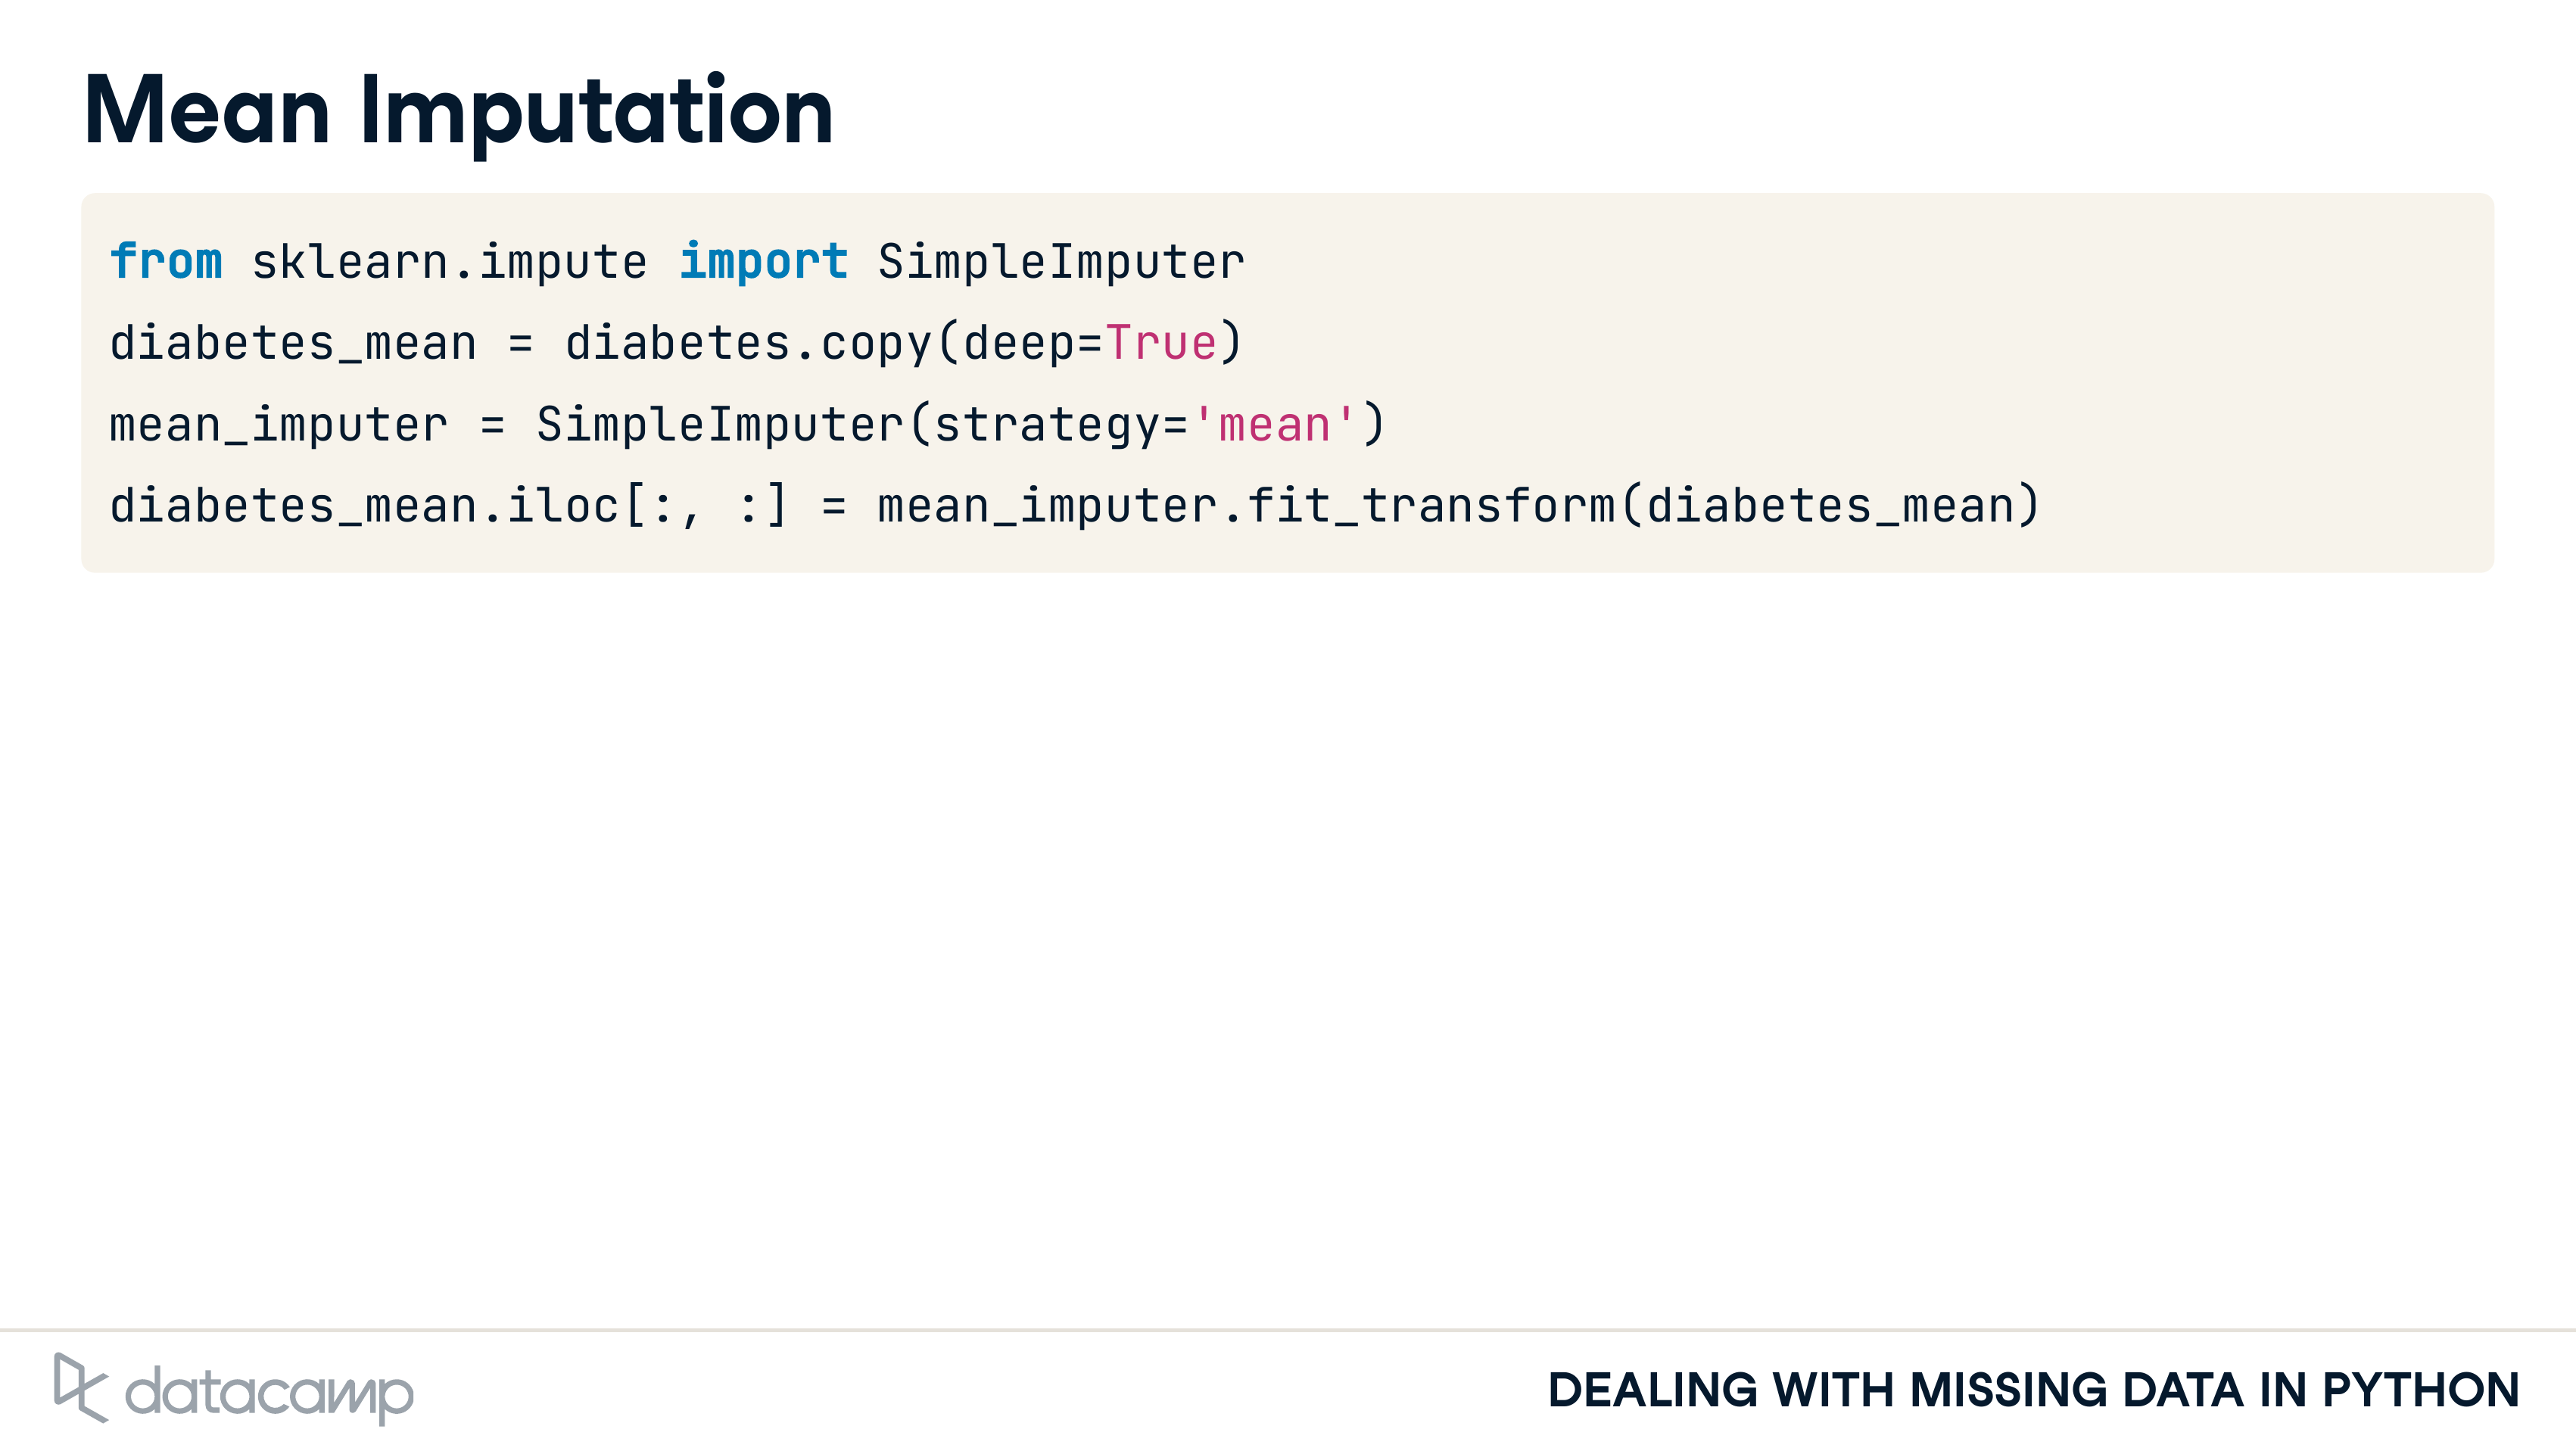 Mean Imputation
from sklearn.impute import SimpleImputer
diabetes_mean = diabetes.copy(deep=True)
mean_imputer = SimpleImputer(strategy='mean')
diabetes_mean.iloc[:, :] = mean_imputer.fit_transform(diabetes_mean)
datacamp
DEALING WITH MISSING DATA IN PYTHON